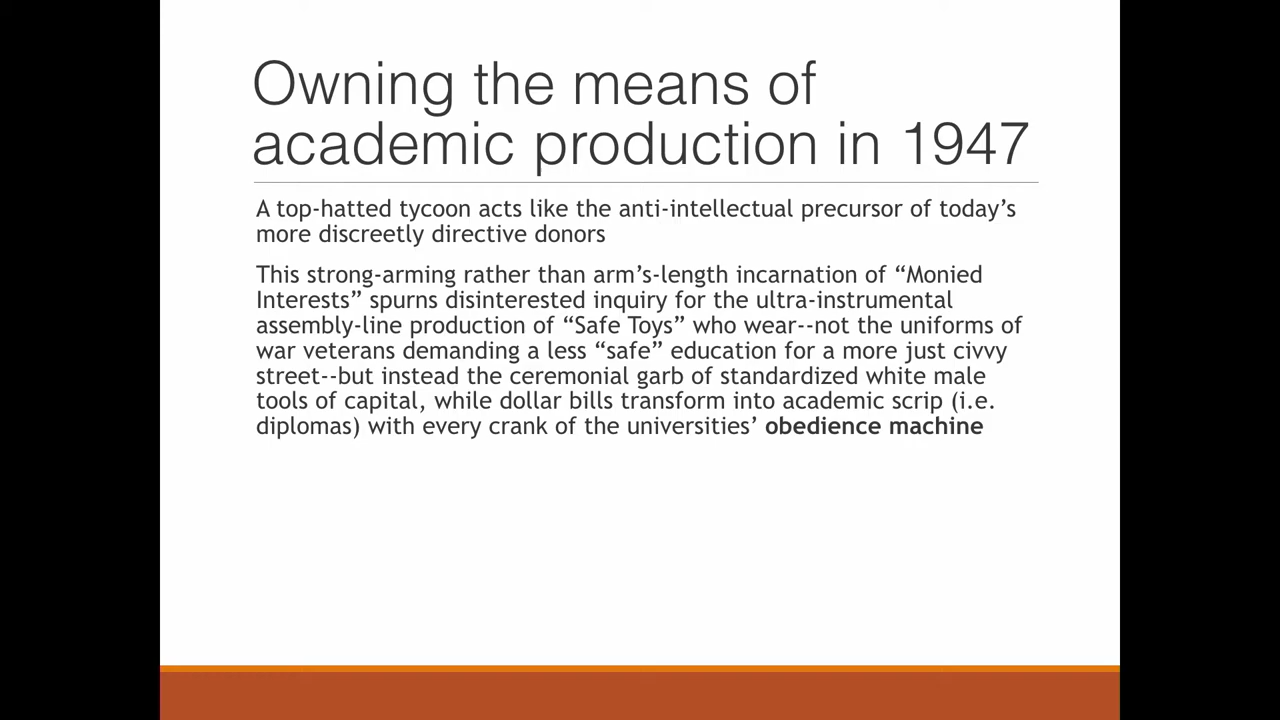 Owning the means of
academic production in 1947
A top-hatted tycoon acts like the anti-intellectual precursor of today’s
more discreetly directive donors
This strong-arming rather than arm’s-length incarnation of “Monied
Interests” spurns disinterested inquiry for the ultra-instrumental
assembly-line production of “Safe Toys” who wear--not the uniforms of
war veterans demanding a less “safe” education for a more just civvy
street--but instead the ceremonial garb of standardized white male
tools of capital, while dollar bills transform into academic scrip (i.e.
diplomas) with every crank of the universities’ obedience machine